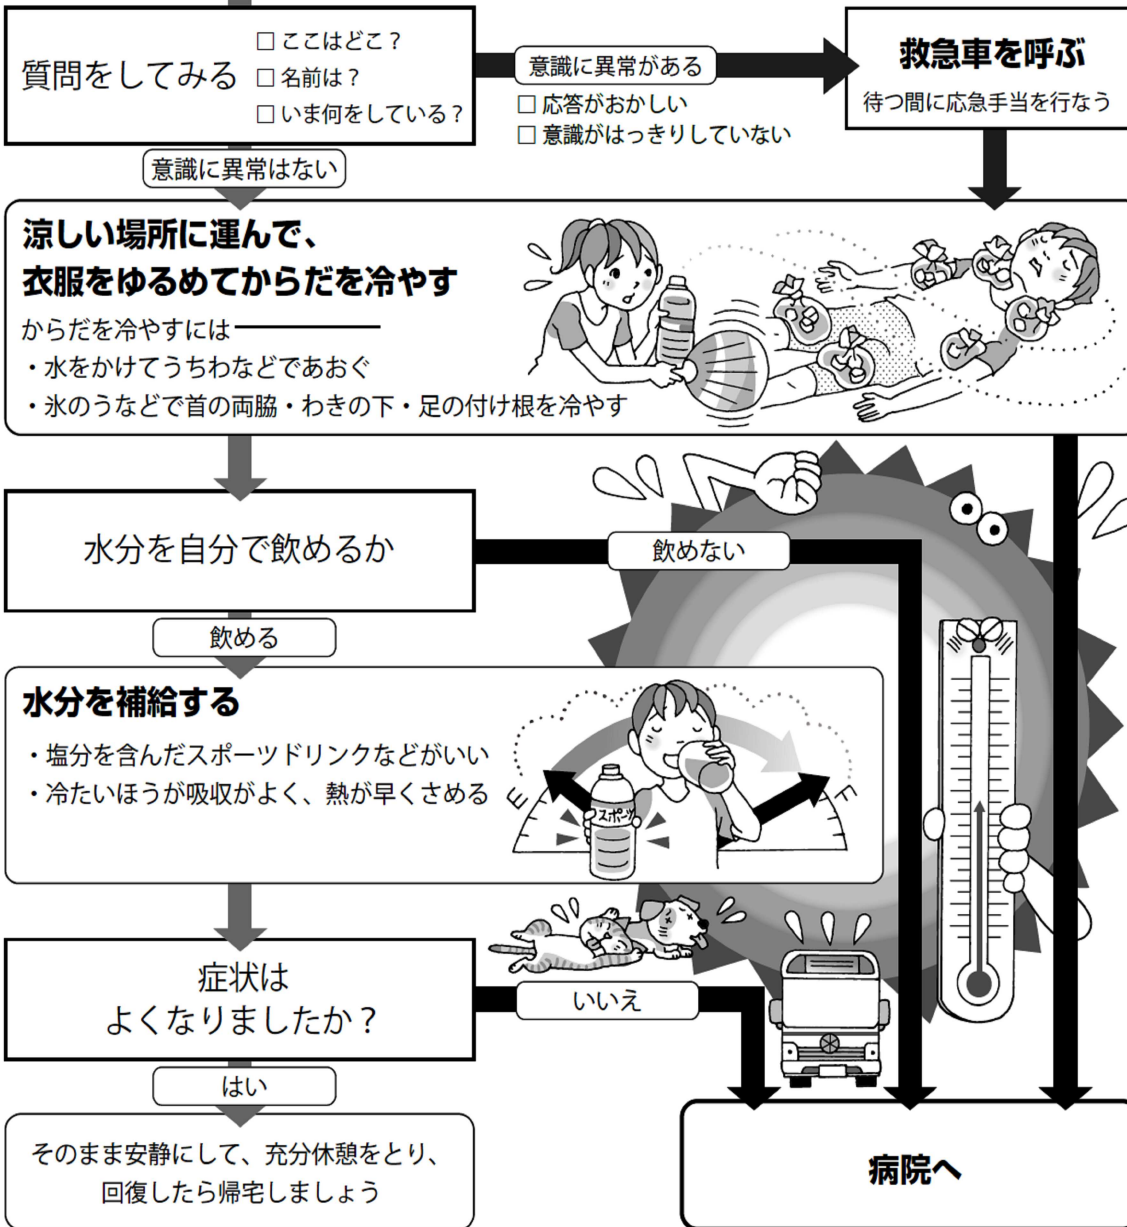 質問をしてみる
□ ここはどこ?
□ 名前は?
□ いま何をしている?
意識に異常がある
□ 応答がおかしい
□ 意識がはっきりしていない
救急車を呼ぶ
待つ間に応急手当を行なう
意識に異常はない
涼しい場所に運んで、
衣服をゆるめてからだを冷やす
からだを冷やすには
・水をかけてうちわなどであおぐ
・氷のうなどで首の両脇・わきの下・足の付け根を冷やす
水分を自分で飲めるか
飲めない
飲める
水分を補給する
・塩分を含んだスポーツドリンクなどがいい
・冷たいほうが吸収がよく、熱が早くさめる
E
F
スポーツ
症状は
よくなりましたか?
いいえ
はい
そのまま安静にして、充分休憩をとり、
回復したら帰宅しましょう
病院へ